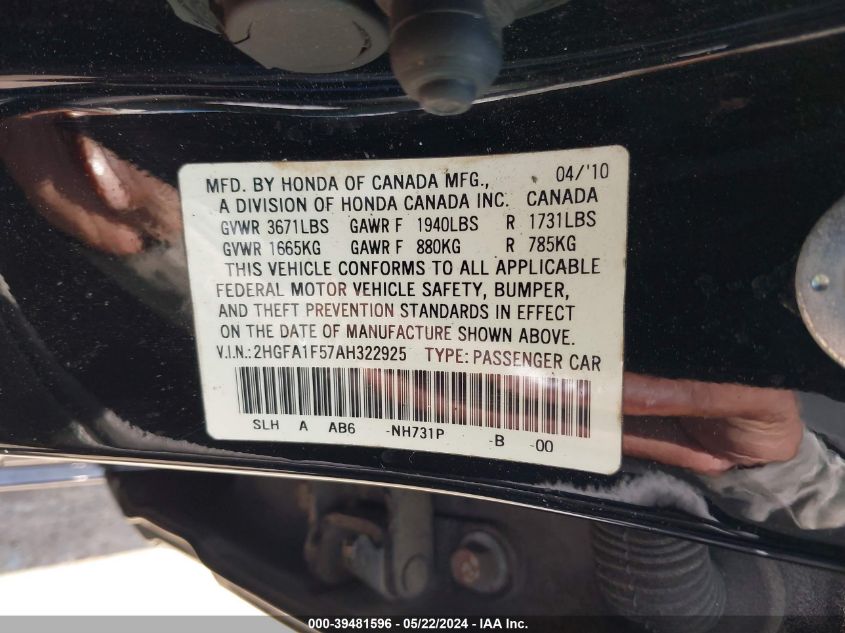 MFD. BY HONDA OF CANADA MFG., 04/'10
A DIVISION OF HONDA CANADA INC. CANADA
GVWR 3671LBS GAWR F 1940LBS R 1731LBS
GVWR 1665KG GAWR F 880KG R 785KG
THIS VEHICLE CONFORMS TO ALL APPLICABLE
FEDERAL MOTOR VEHICLE SAFETY, BUMPER,
AND THEFT PREVENTION STANDARDS IN EFFECT
ON THE DATE OF MANUFACTURE SHOWN ABOVE.
V.I.N.: 2HGFA1F57AH322925 TYPE: PASSENGER CAR
SLH A AB6 -NH731P -B -00
000-39481596 - 05/22/2024 - IAA Inc.